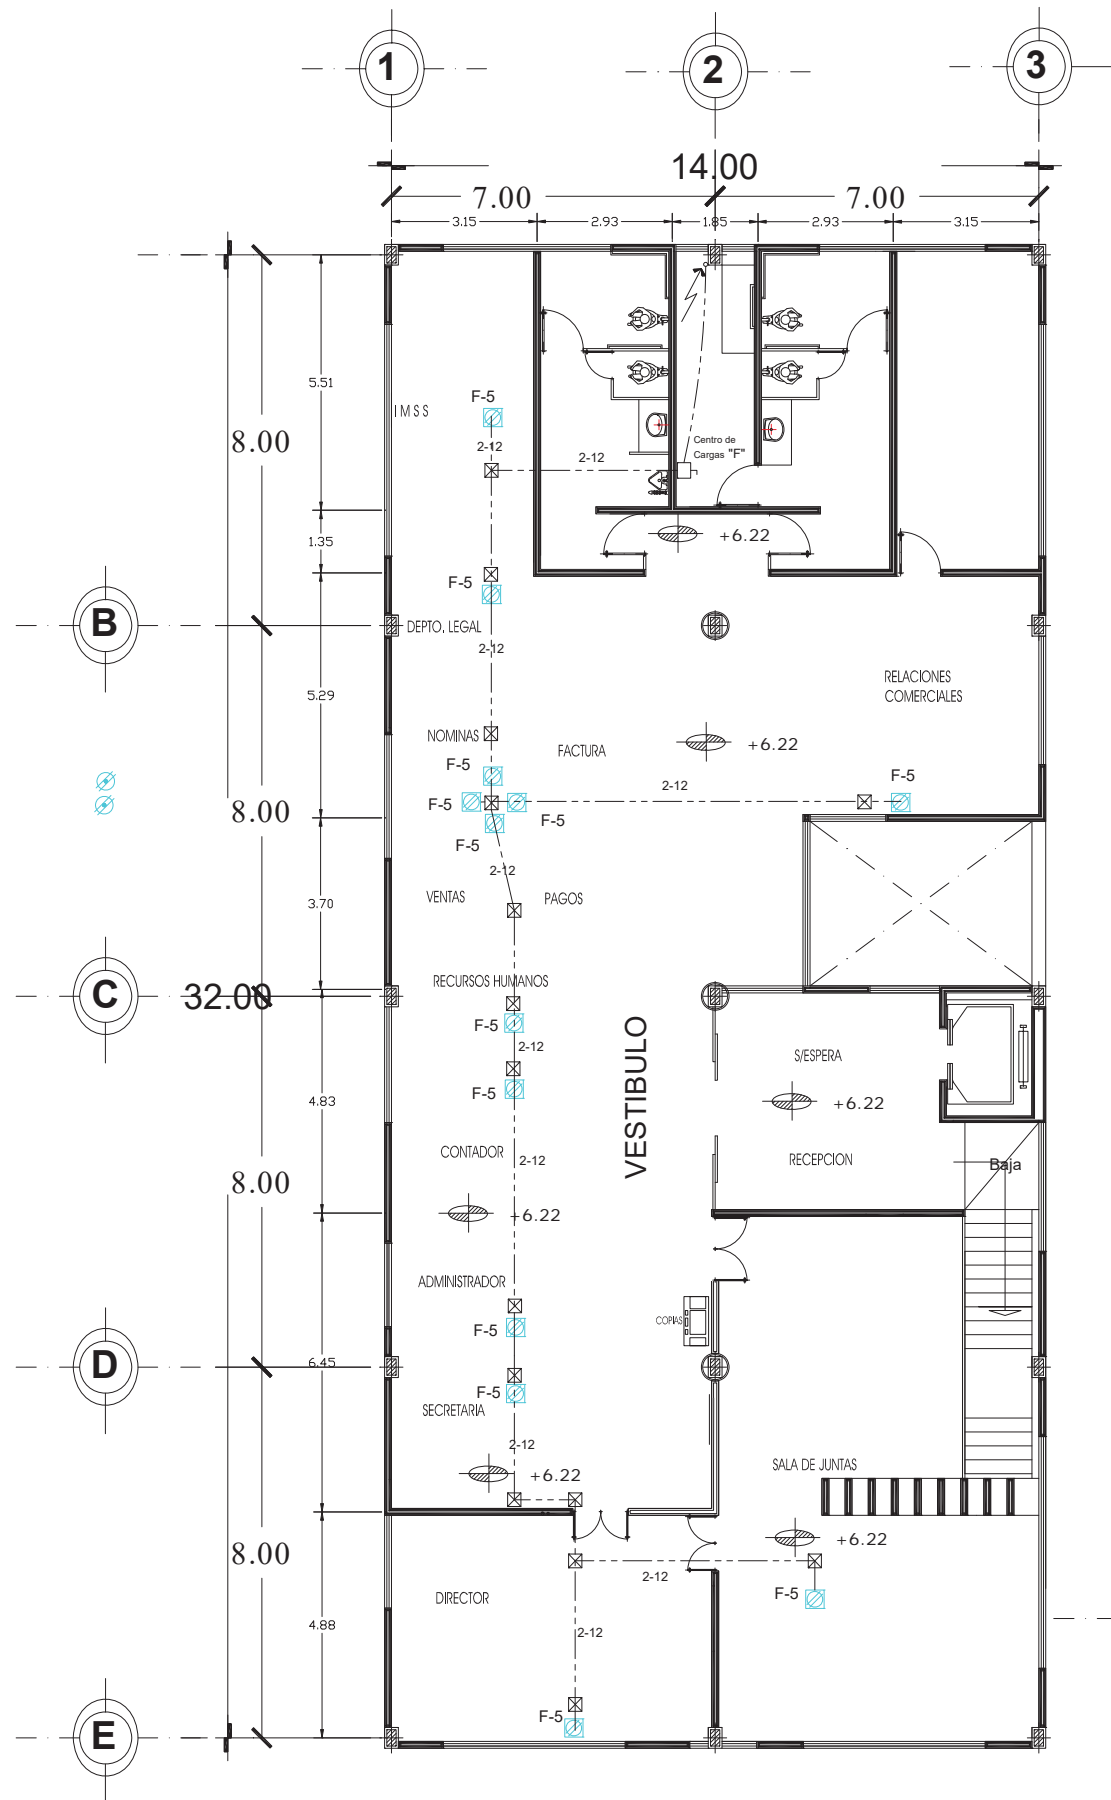 1
2
3
14.00
7.00
7.00
3.15
2.93
1.85
2.93
3.15
5.51
F-5
I M S S
8.00
2-12
2-12
Centro de
Cargas "F"
+6.22
1.35
F-5
B
DEPTO. LEGAL
2-12
RELACIONES
COMERCIALES
5.29
NOMINAS
FACTURA
+6.22
F-5
F-5
2-12
F-5
F-5
8.00
F-5
2-12
VENTAS
PAGOS
3.70
RECURSOS HUMANOS
C
32.00
F-5
2-12
VESTIBULO
S/ESPERA
F-5
4.83
+6.22
CONTADOR
2-12
RECEPCION
Baja
8.00
+6.22
ADMINISTRADOR
COPIAS
F-5
D
6.45
F-5
SECRETARIA
2-12
SALA DE JUNTAS
+6.22
+6.22
8.00
2-12
F-5
DIRECTOR
4.88
2-12
F-5
E